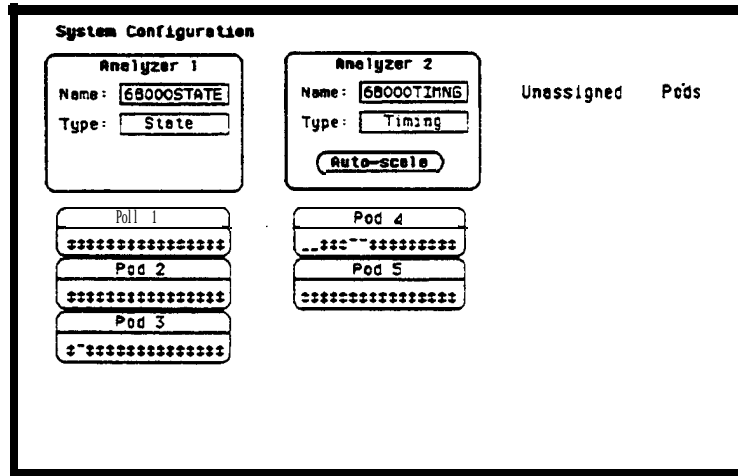 System Configuration
Analyzer 1
Name: 68000STATE
Type: State
Analyzer 2
Name: 68000TIMNG
Type: Timing
Auto-scale
Unassigned Pods
Poll 1
Pod 2
Pod 3
Pod 4
Pod 5